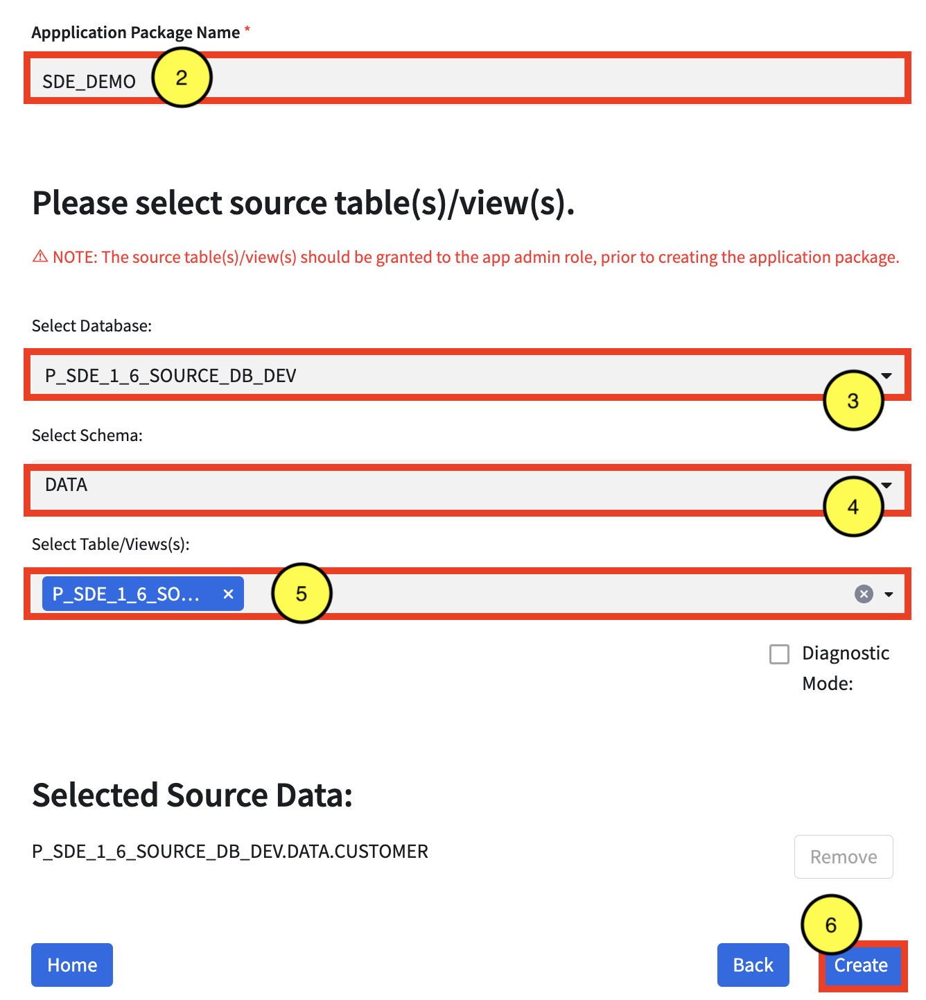 Appplication Package Name *
SDE_DEMO
2
Please select source table(s)/view(s).
⚠ NOTE: The source table(s)/view(s) should be granted to the app admin role, prior to creating the application package.
Select Database:
P_SDE_1_6_SOURCE_DB_DEV
3
Select Schema:
DATA
4
Select Table/Views(s):
P_SDE_1_6_SO... ×
5
Diagnostic
Mode:
Selected Source Data:
P_SDE_1_6_SOURCE_DB_DEV.DATA.CUSTOMER
Remove
6
Home
Back
Create